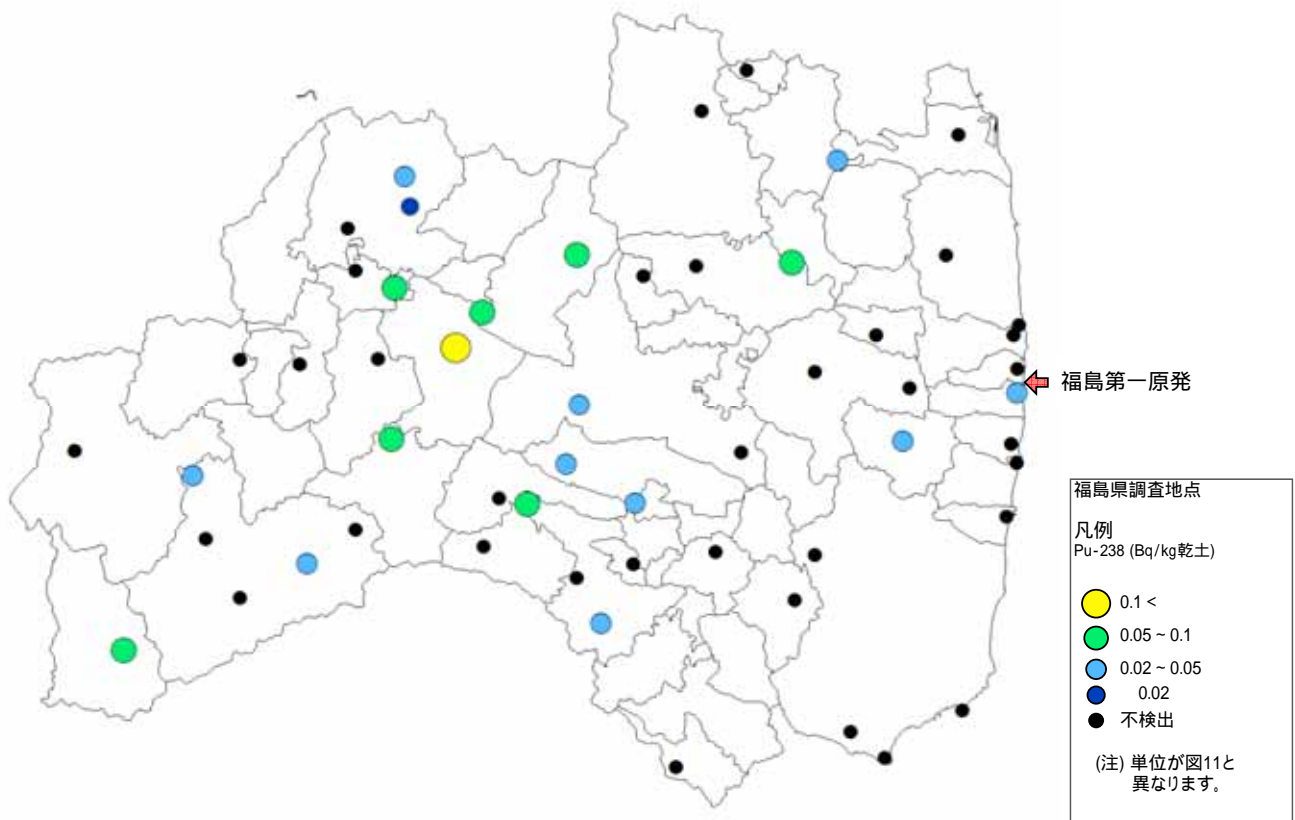 福島第一原発
福島県調査地点
凡例
Pu-238 (Bq/kg乾土)
0.1 <
0.05 ~ 0.1
0.02 ~ 0.05
0.02
不検出
(注) 単位が図11と
異なります。